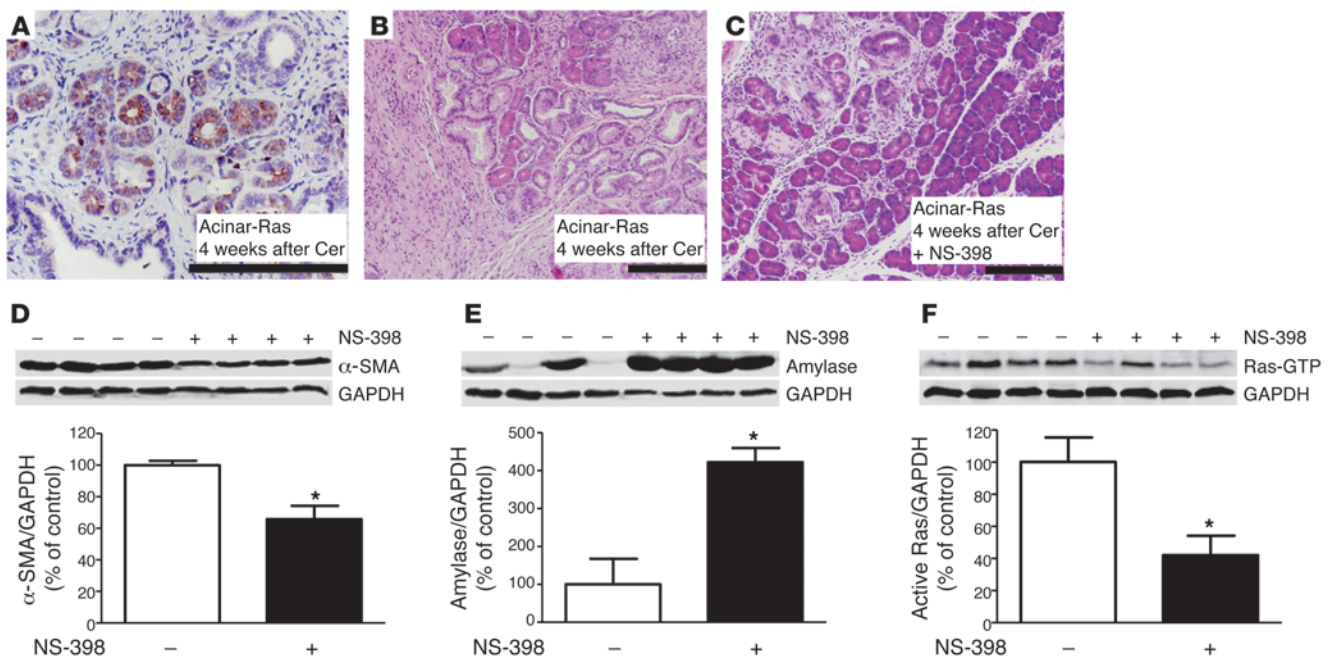 A
Acinar-Ras
4 weeks after Cer
B
Acinar-Ras
4 weeks after Cer
C
Acinar-Ras
4 weeks after Cer
+ NS-398
D
– – – – + + + + NS-398
α-SMA
GAPDH
120
100
80
60
40
20
0
α-SMA/GAPDH
(% of control)
*
NS-398 – +
E
– – – – + + + + NS-398
Amylase
GAPDH
500
400
300
200
100
0
Amylase/GAPDH
(% of control)
*
NS-398 – +
F
– – – – + + + + NS-398
Ras-GTP
GAPDH
120
100
80
60
40
20
0
Active Ras/GAPDH
(% of control)
*
NS-398 – +